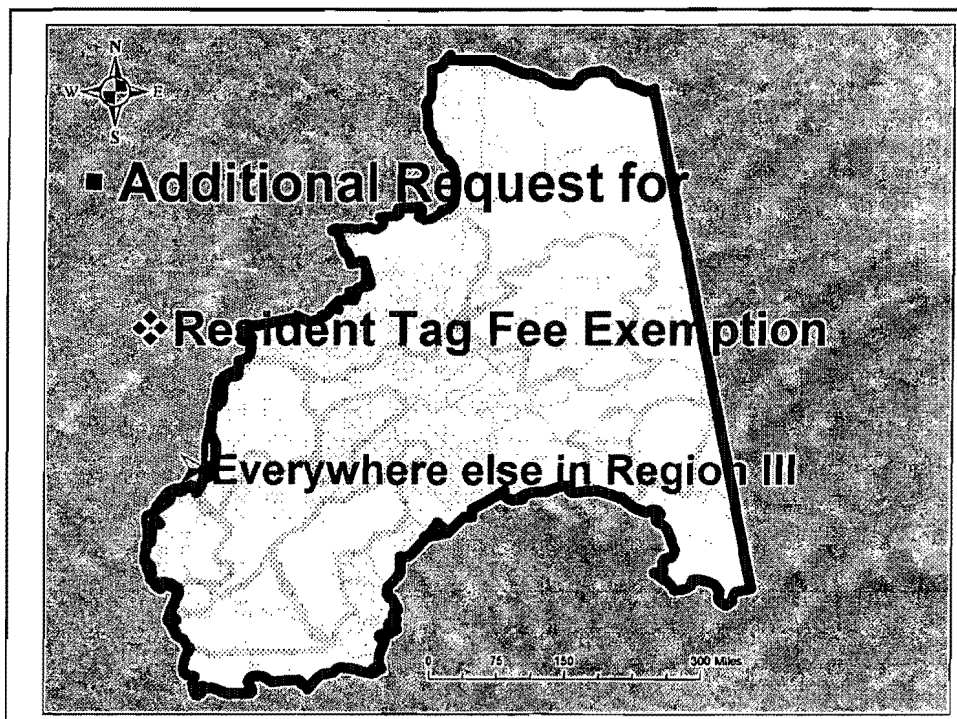 N
W E
S
▪ Additional Request for
❖Resident Tag Fee Exemption
➢Everywhere else in Region III
0 75 150 300 Miles